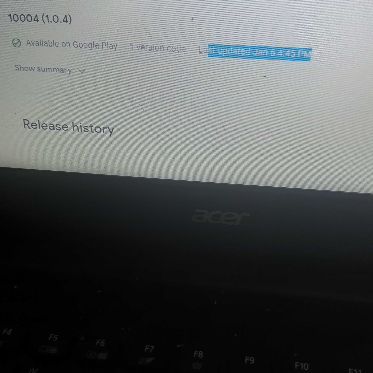 10004 (1.0.4)
Available on Google Play 1 version code Last updated Jan 6 4:45 PM
Show summary
Release history
acer
F4 F5 F6 F7 F8 F9 F10 F11